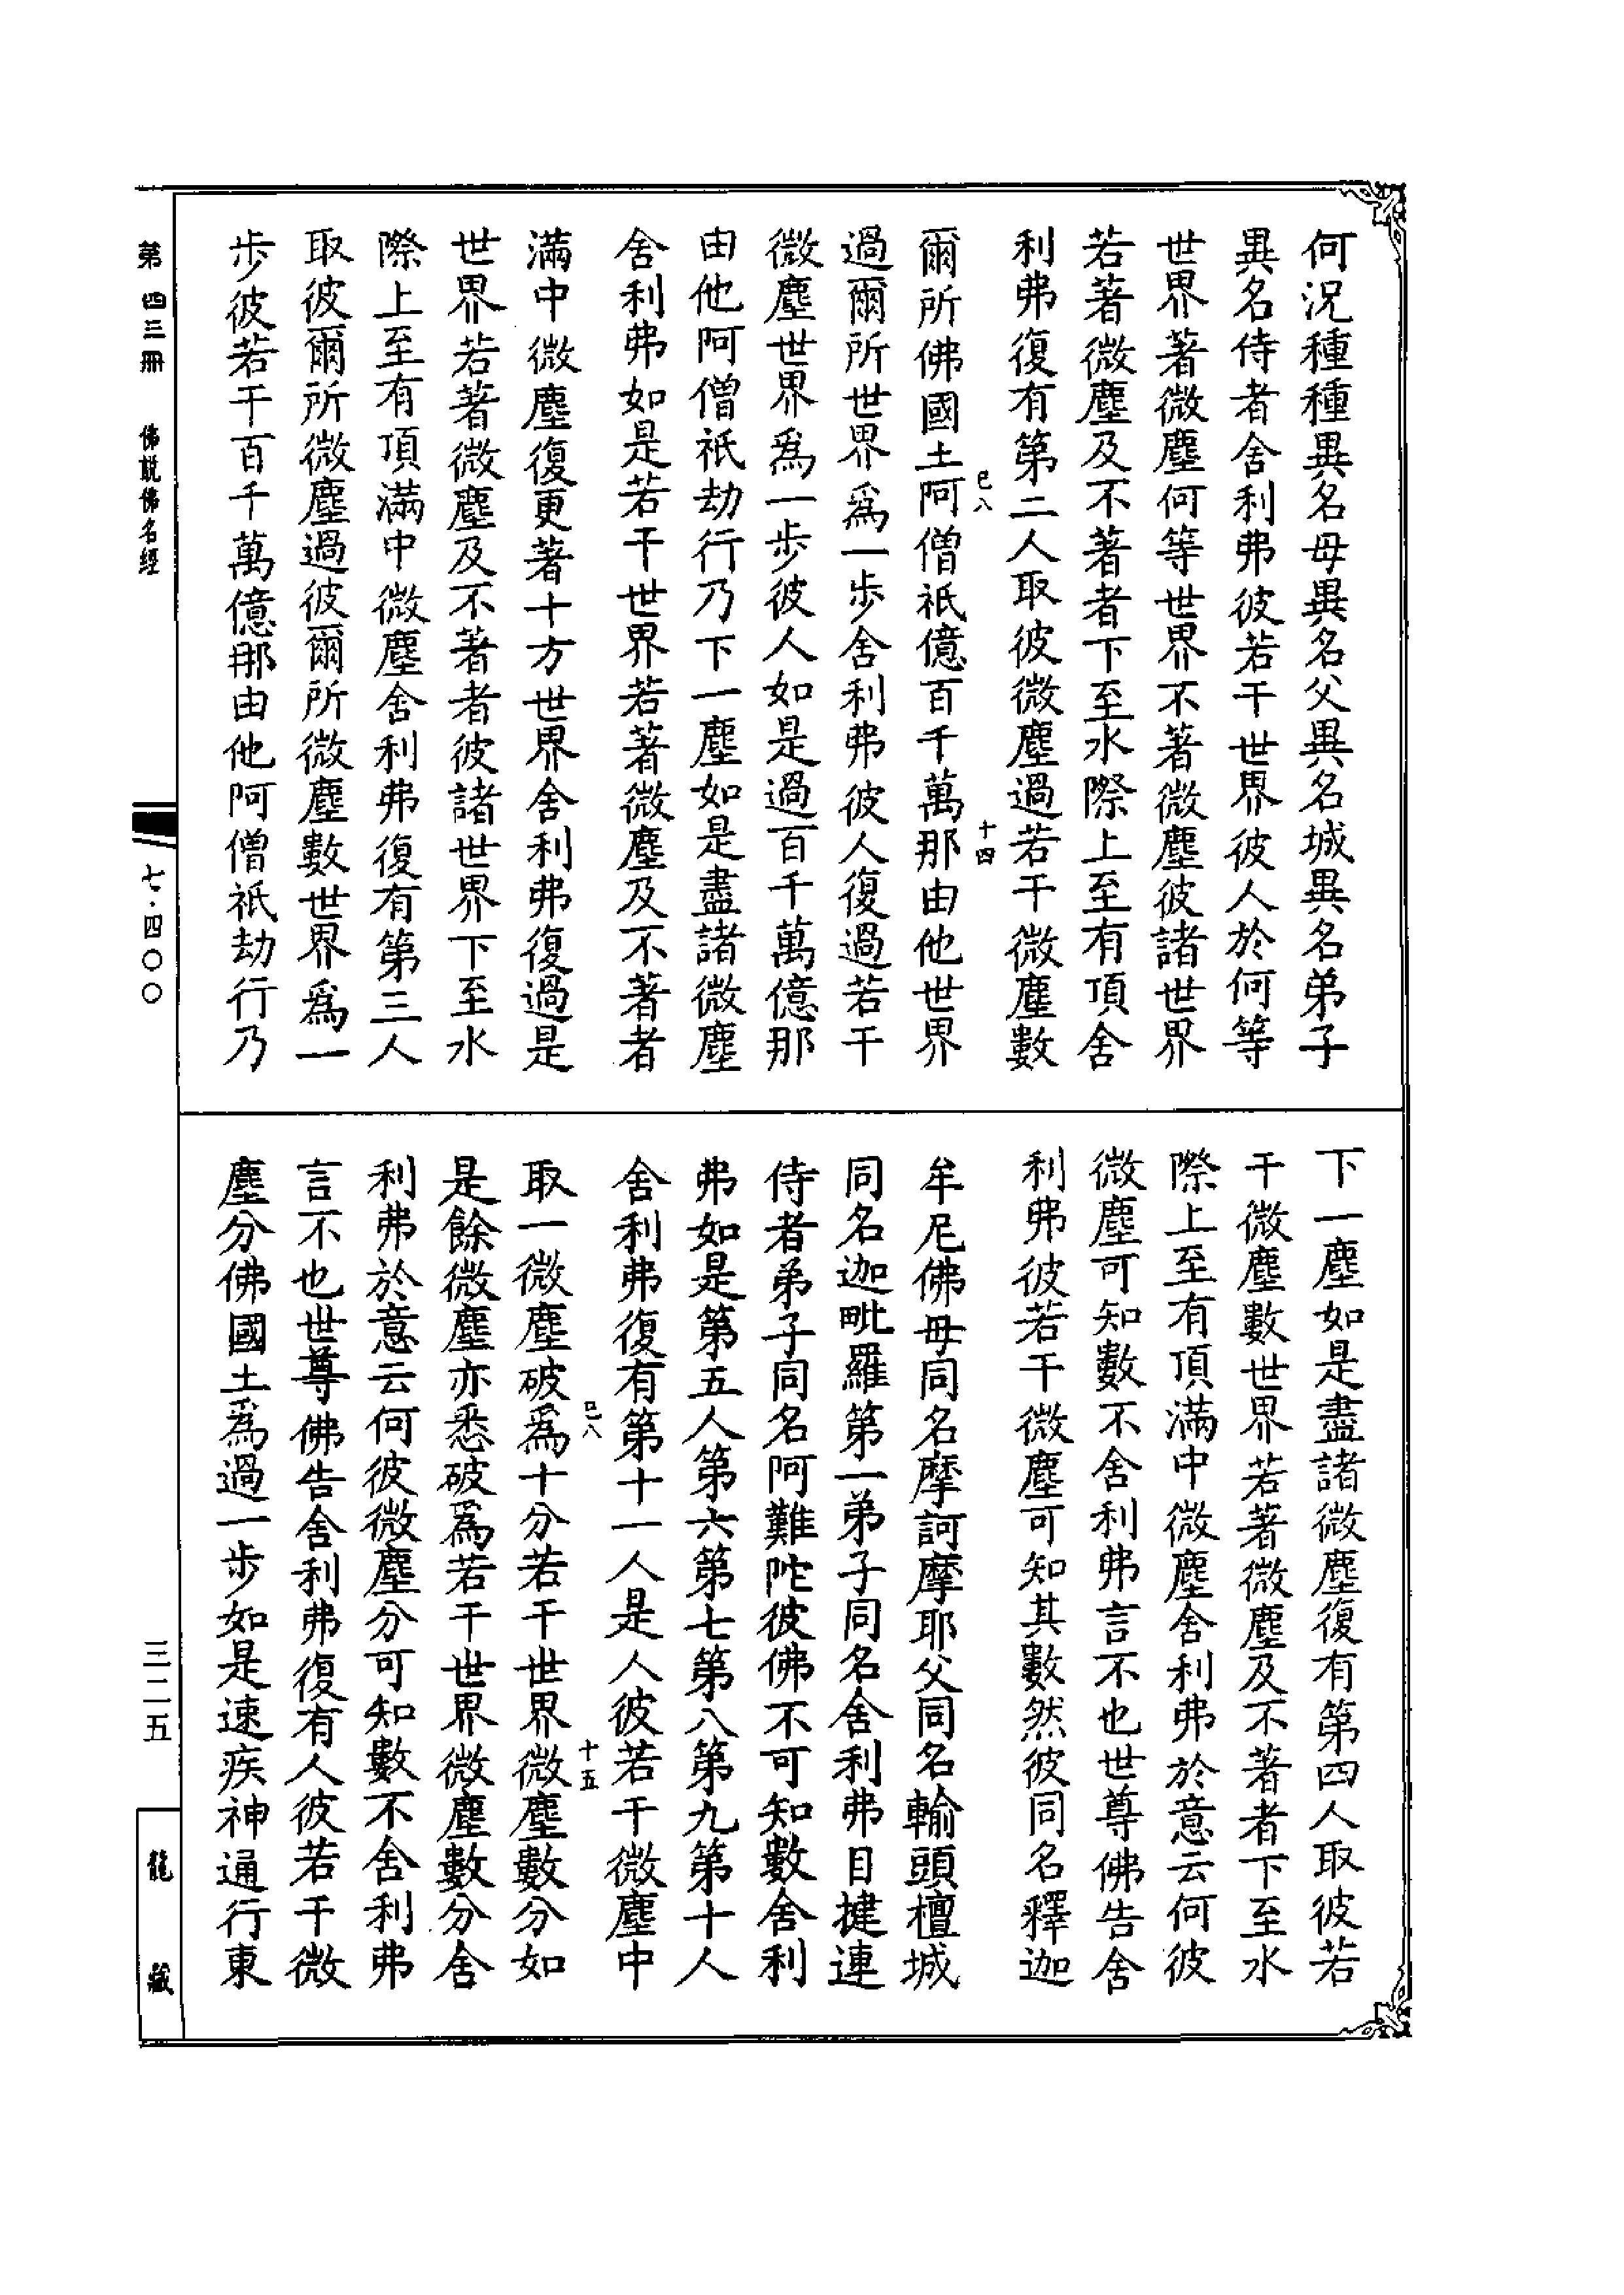 何況種種異名母異名父異名城異名弟子
異名侍者舍利弗彼若干世界彼人於何等
世界著微塵何等世界不著微塵彼諸世界
若著微塵及不著者下至水際上至有頂舍
利弗復有第二人取彼微塵過若干微塵數
巳八
十四
爾所佛國土阿僧祇億百千萬那由他世界
過爾所世界為一步舍利弗彼人復過若干
微塵世界為一步彼人如是過百千萬億那
由他阿僧祇劫行乃下一塵如是盡諸微塵
舍利弗如是若干世界若著微塵及不著者
滿中微塵復更著十方世界舍利弗復過是
世界若著微塵及不著者彼諸世界下至水
際上至有頂滿中微塵舍利弗復有第三人
取彼爾所微塵過彼爾所微塵數世界為一
步彼若干百千萬億那由他阿僧祇劫行乃
下一塵如是盡諸微塵復有第四人取彼若
干微塵數世界若著微塵及不著者下至水
際上至有頂滿中微塵舍利弗於意云何彼
微塵可知數不舍利弗言不也世尊佛告舍
利弗彼若干微塵可知其數然彼同名釋迦
牟尼佛母同名摩訶摩耶父同名輸頭檀城
同名迦毗羅第一弟子同名舍利弗目揵連
侍者弟子同名阿難陀彼佛不可知數舍利
弗如是第五人第六第七第八第九第十人
舍利弗復有第十一人是人彼若干微塵中
巳八
十五
取一微塵破為十分若干世界微塵數分如
是餘微塵亦悉破為若干世界微塵數分舍
利弗於意云何彼微塵分可知數不舍利弗
言不也世尊佛告舍利弗復有人彼若干微
塵分佛國土為過一步如是速疾神通行東
第四三冊 佛說佛名經
七·四〇〇
三二五
龍藏